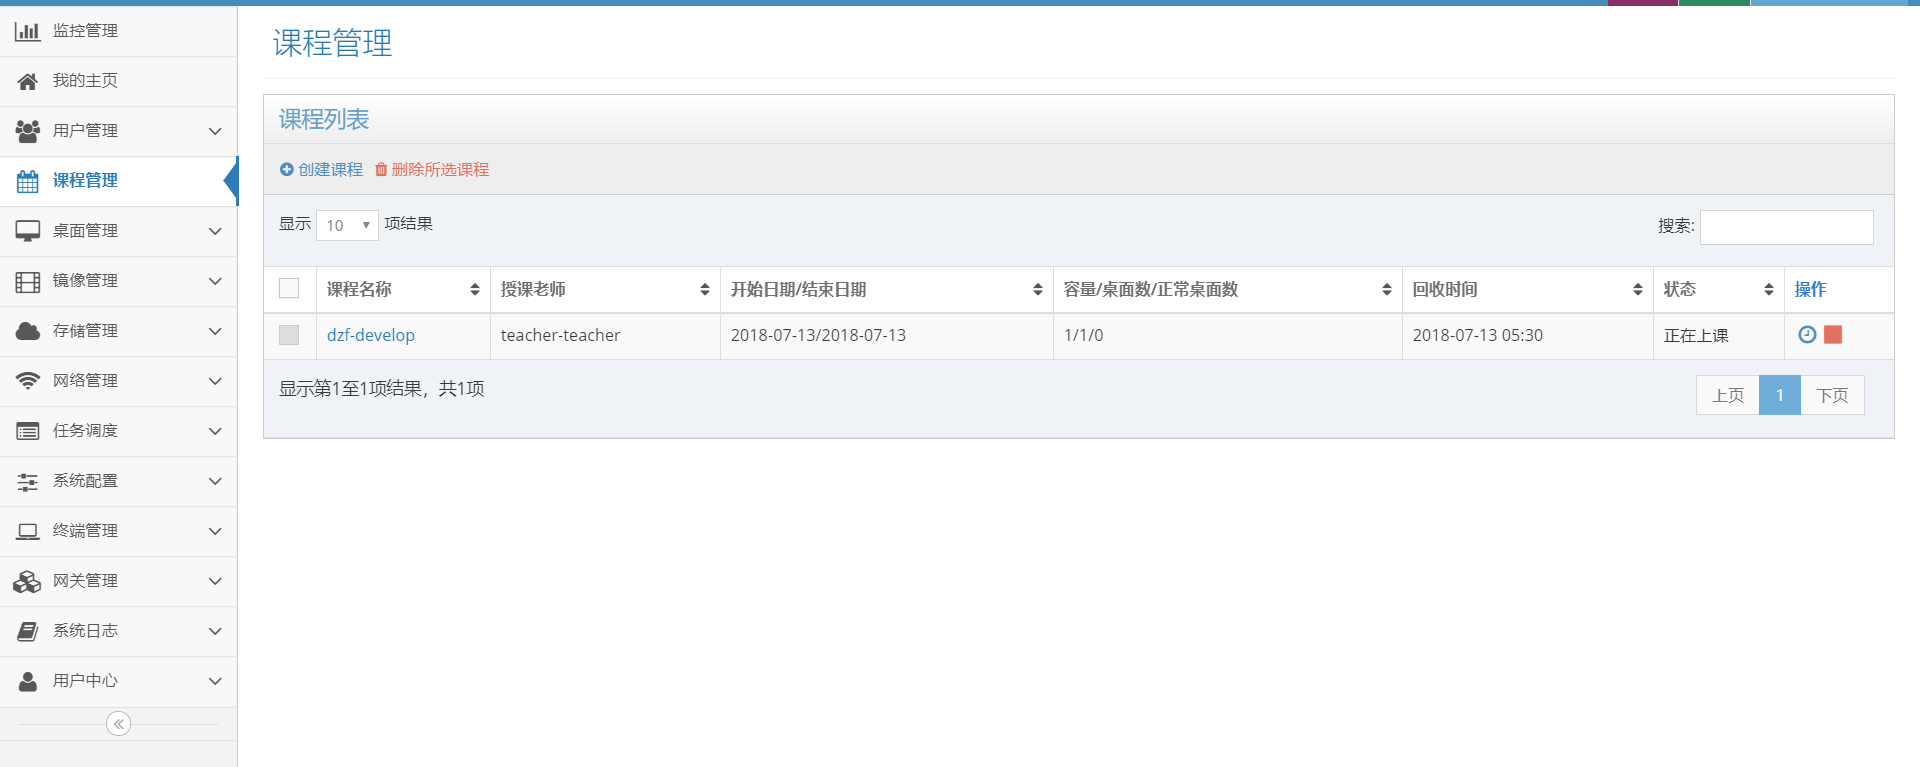 监控管理
我的主页
用户管理
课程管理
桌面管理
镜像管理
存储管理
网络管理
任务调度
系统配置
终端管理
网关管理
系统日志
用户中心
课程管理
课程列表
创建课程 删除所选课程
显示 10 项结果 搜索:
课程名称 授课老师 开始日期/结束日期 容量/桌面数/正常桌面数 回收时间 状态 操作
dzf-develop teacher-teacher 2018-07-13/2018-07-13 1/1/0 2018-07-13 05:30 正在上课
显示第1至1项结果，共1项 上页 1 下页